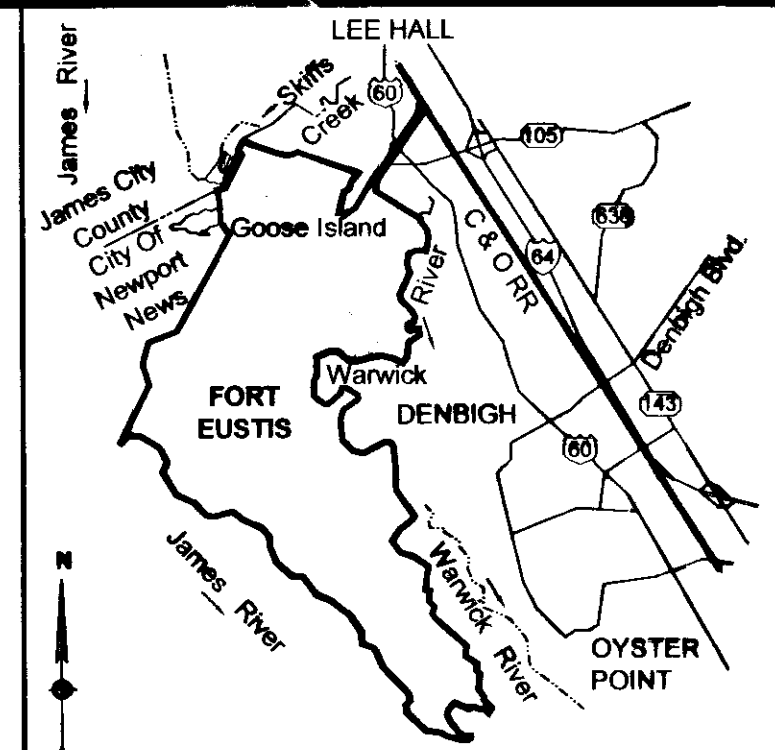 LEE HALL
James River
Skiffs
Creek
60
105
James City
County
City Of
Newport
News
Goose Island
638
C & O RR
64
River
Denbigh Blvd.
Warwick
FORT
EUSTIS
DENBIGH
143
60
James River
Warwick River
N
OYSTER
POINT